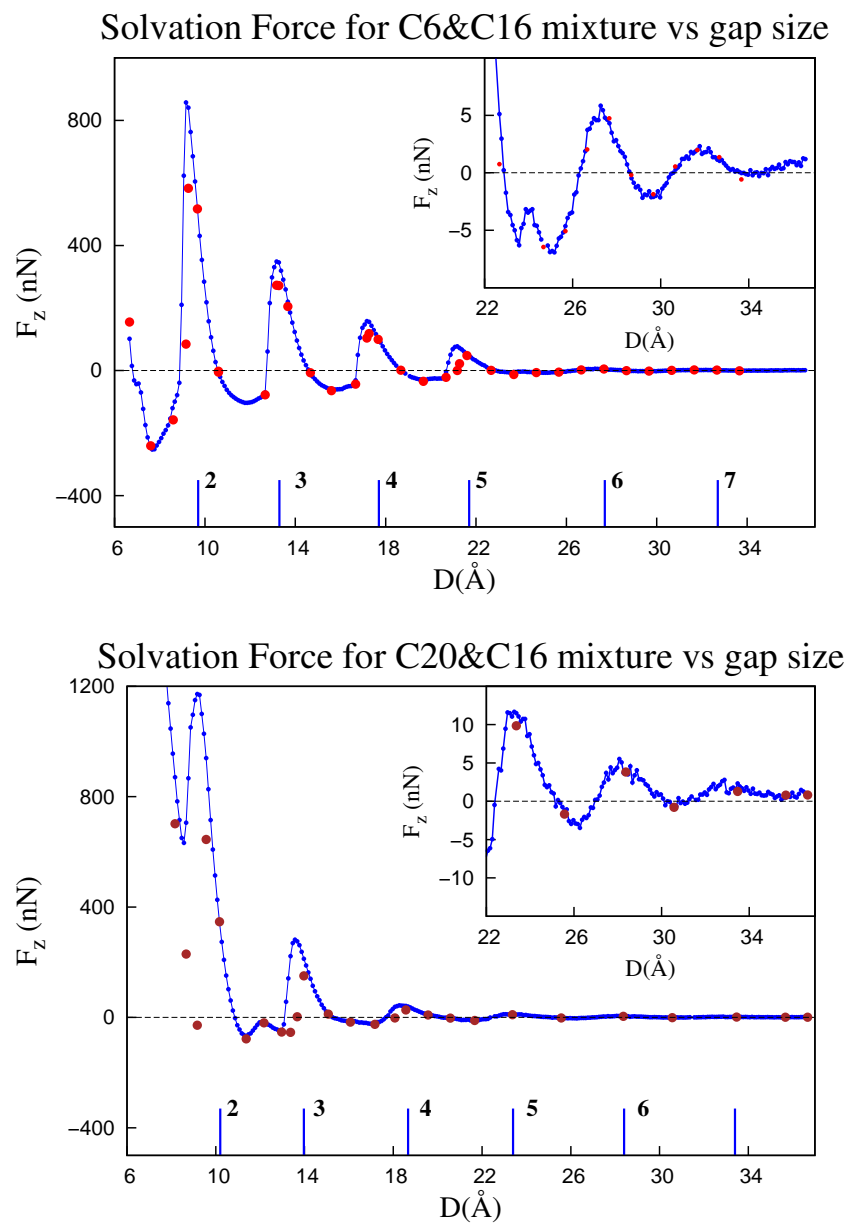 Solvation Force for C6&C16 mixture vs gap size
800
400
0
−400
F_z (nN)
6 10 14 18 22 26 30 34
D(Å)
2 3 4 5 6 7
5
0
−5
F_z (nN)
22 26 30 34
D(Å)
Solvation Force for C20&C16 mixture vs gap size
1200
800
400
0
−400
F_z (nN)
6 10 14 18 22 26 30 34
D(Å)
2 3 4 5 6
10
5
0
−5
−10
F_z (nN)
22 26 30 34
D(Å)